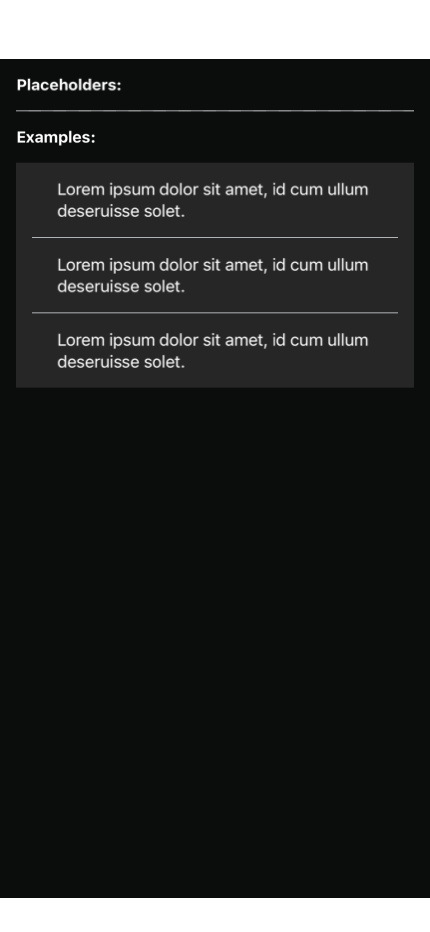 Placeholders:
Examples:
Lorem ipsum dolor sit amet, id cum ullum
deseruisse solet.
Lorem ipsum dolor sit amet, id cum ullum
deseruisse solet.
Lorem ipsum dolor sit amet, id cum ullum
deseruisse solet.